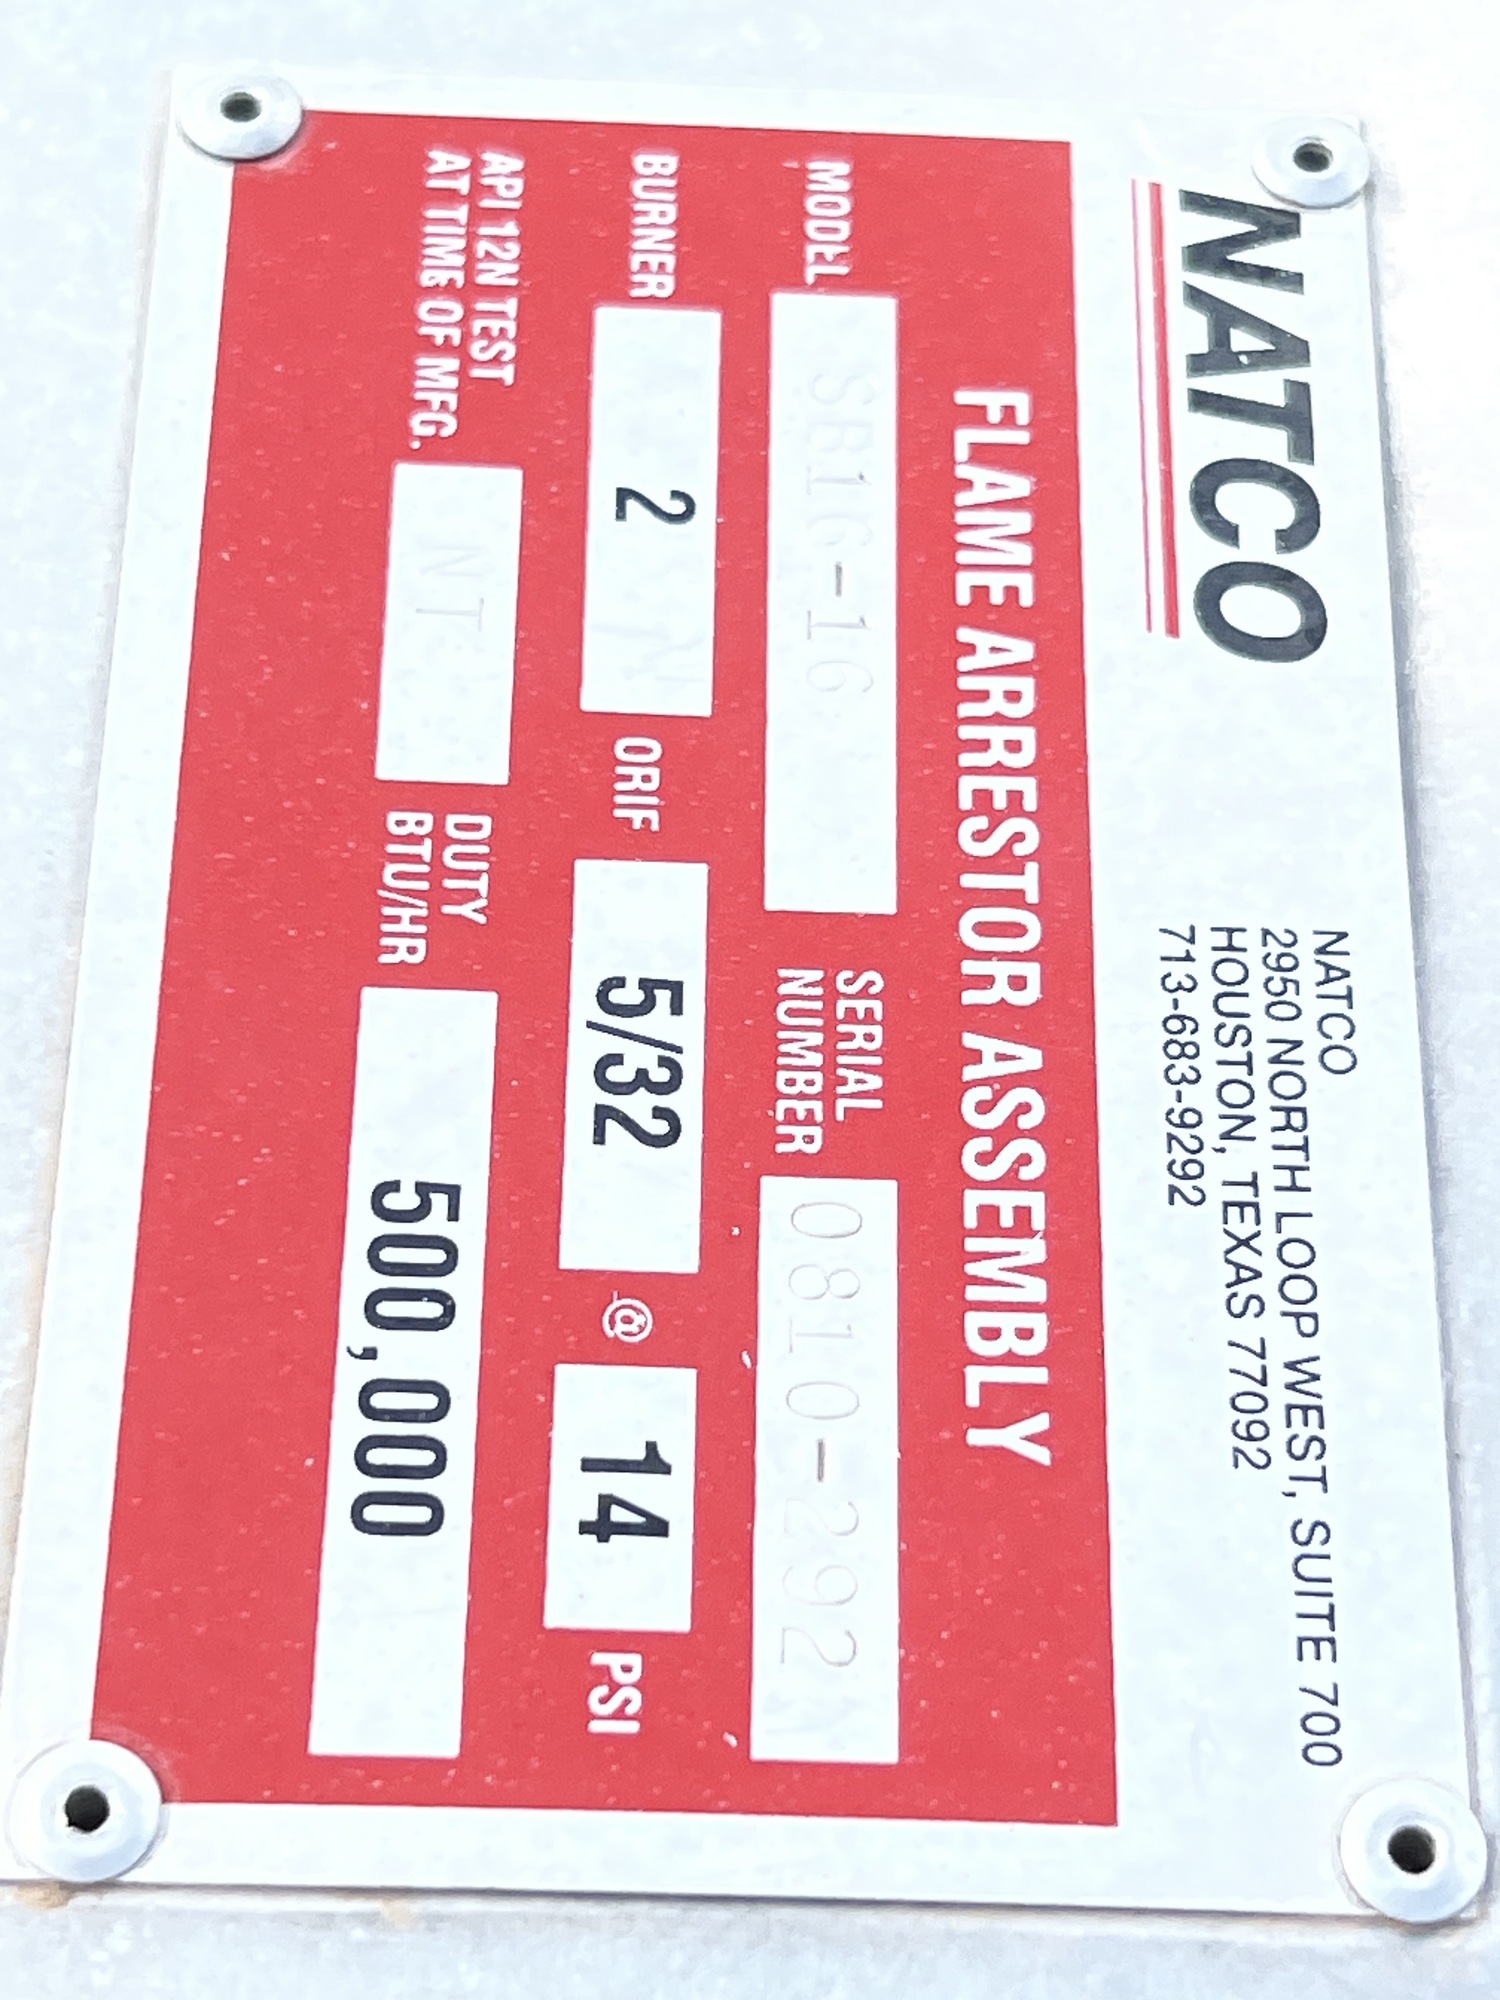 NATCO
NATCO
2950 NORTH LOOP WEST, SUITE 700
HOUSTON, TEXAS 77092
713-683-9292
FLAME ARRESTOR ASSEMBLY
MODEL SB16-16 SERIAL NUMBER 0810-292
BURNER 2 ORIF 5/32 @ 14 PSI
API 12N TEST
AT TIME OF MFG. NT DUTY
BTU/HR 500,000